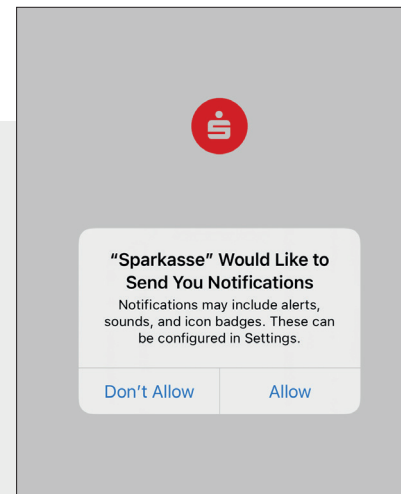 “Sparkasse” Would Like to
Send You Notifications
Notifications may include alerts,
sounds, and icon badges. These can
be configured in Settings.
Don’t Allow
Allow